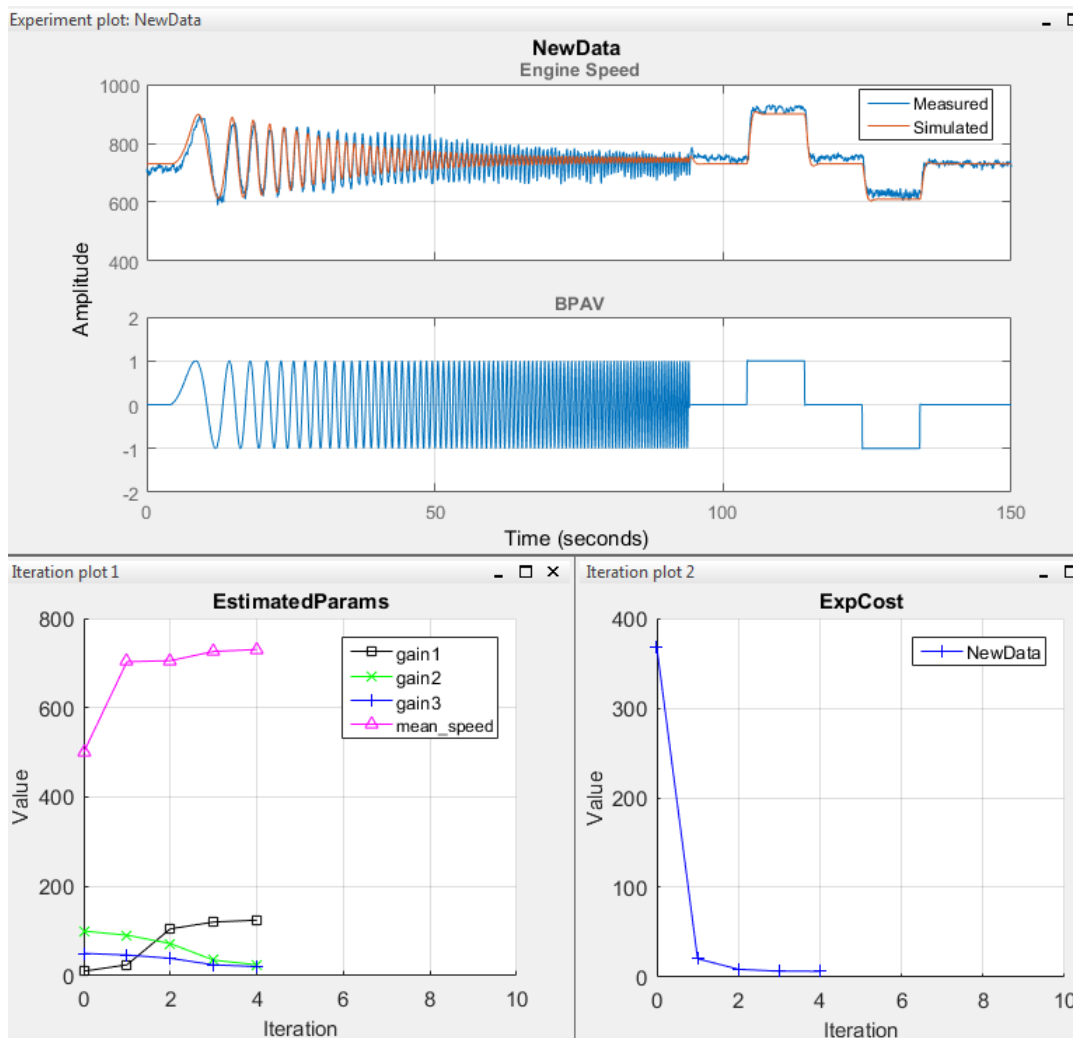 Experiment plot: NewData
NewData
Engine Speed
1000
800
600
400
Measured
Simulated
Amplitude
BPAV
2
1
0
-1
-2
0 50 100 150
Time (seconds)
Iteration plot 1
EstimatedParams
800
600
400
200
0
gain1
gain2
gain3
mean_speed
Value
0 2 4 6 8 10
Iteration
Iteration plot 2
ExpCost
400
300
200
100
0
NewData
Value
0 2 4 6 8 10
Iteration